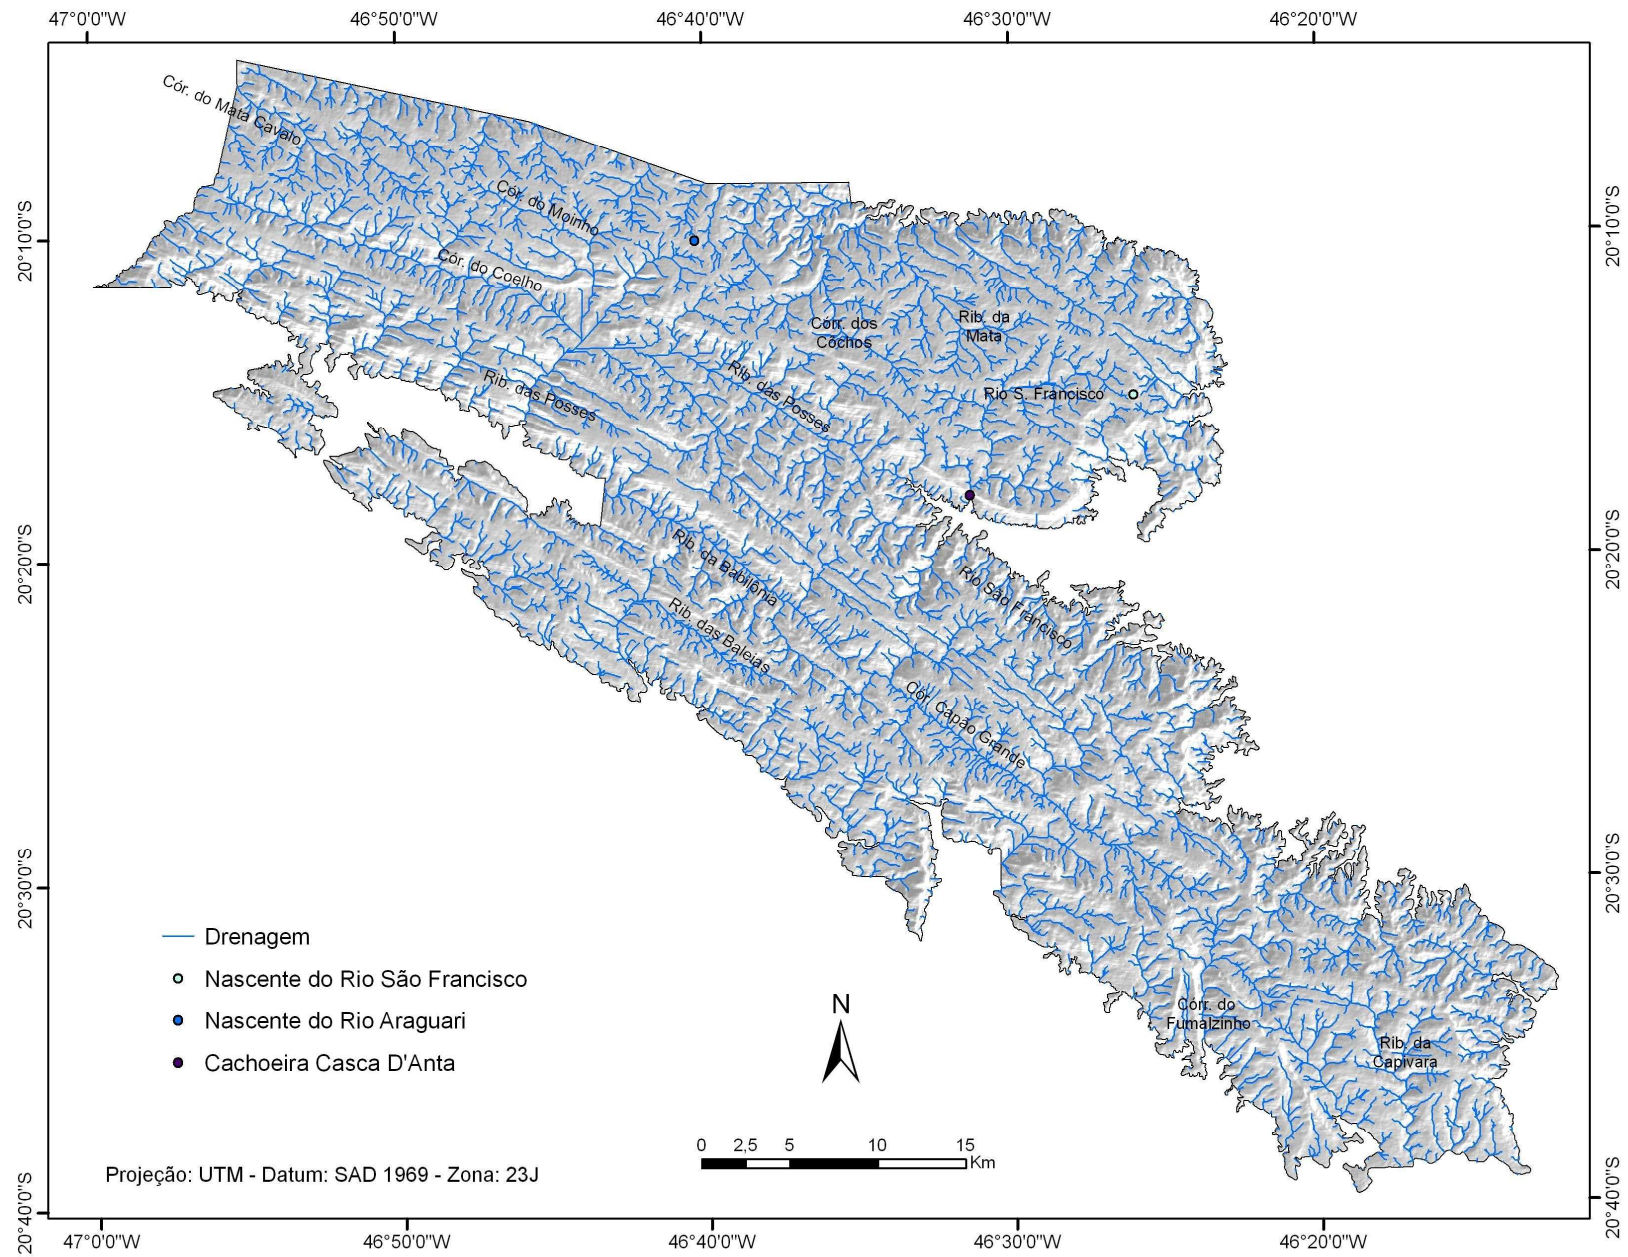 47°0'0"W
46°50'0"W
46°40'0"W
46°30'0"W
46°20'0"W
Cór. do Mata Cavalo
Cór. do Moinho
20°10'0"S
20°10'0"S
Cór. do Coelho
Córr. dos
Côchos
Rib. da
Mata
Rib. das Posses
Rib. das Posses
Rio S. Francisco
20°20'0"S
20°20'0"S
Rib. da Babilônia
Rio São Francisco
Rib. das Baleias
Cór. Capão Grande
20°30'0"S
20°30'0"S
Drenagem
Nascente do Rio São Francisco
Nascente do Rio Araguari
Cachoeira Casca D'Anta
N
Córr. do
Fumalzinho
Rib. da
Capivara
0 2,5 5 10 15
Km
Projeção: UTM - Datum: SAD 1969 - Zona: 23J
20°40'0"S
20°40'0"S
47°0'0"W
46°50'0"W
46°40'0"W
46°30'0"W
46°20'0"W